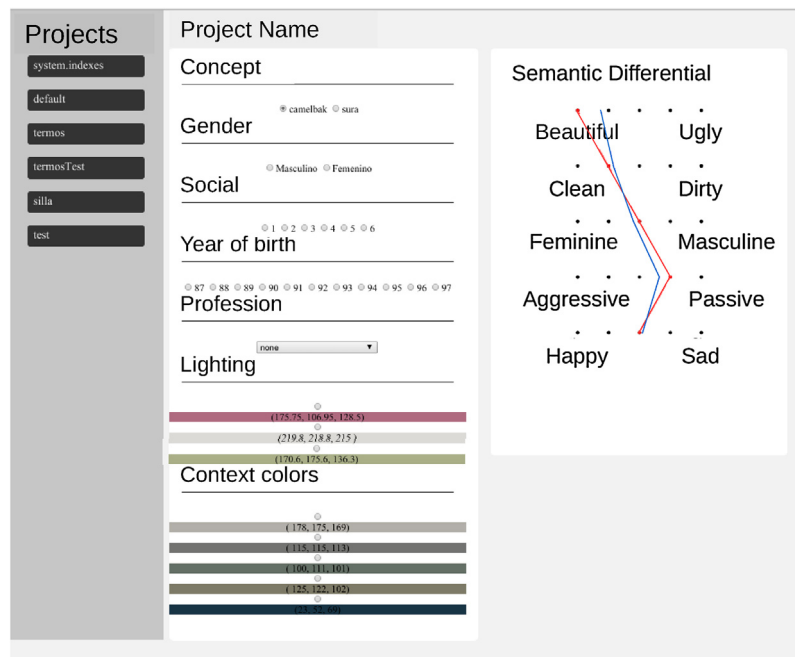 Projects
system.indexes
default
termos
termosTest
silla
test
Project Name
Concept
camelbak sura
Gender
Masculino Femenino
Social
1 2 3 4 5 6
Year of birth
87 88 89 90 91 92 93 94 95 96 97
Profession
none
Lighting
(175.75, 106.95, 128.5)
(219.8, 218.8, 215 )
(170.6, 175.6, 136.3)
Context colors
( 178, 175, 169)
( 115, 115, 113)
( 100, 111, 101)
( 125, 122, 102)
(23, 52, 69)
Semantic Differential
Beautiful Ugly
Clean Dirty
Feminine Masculine
Aggressive Passive
Happy Sad